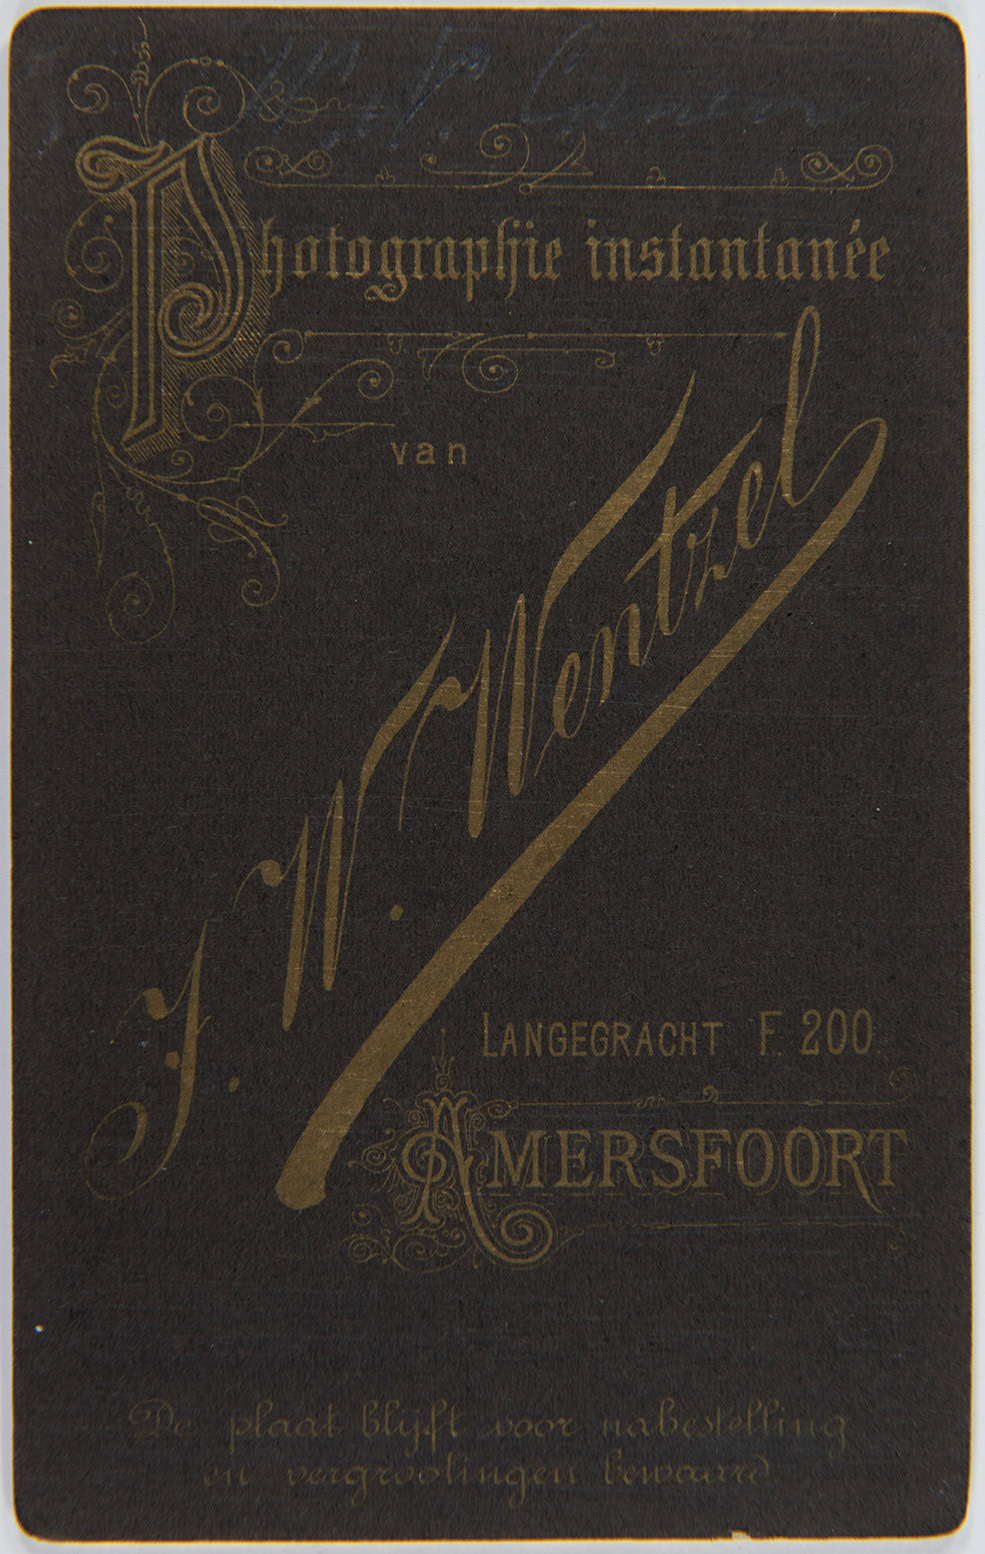 Photographie instantanée
van
J. W. Wentzel
LANGEGRACHT F. 200.
AMERSFOORT
De plaat blijft voor nabestelling
en vergrootingen bewaard.